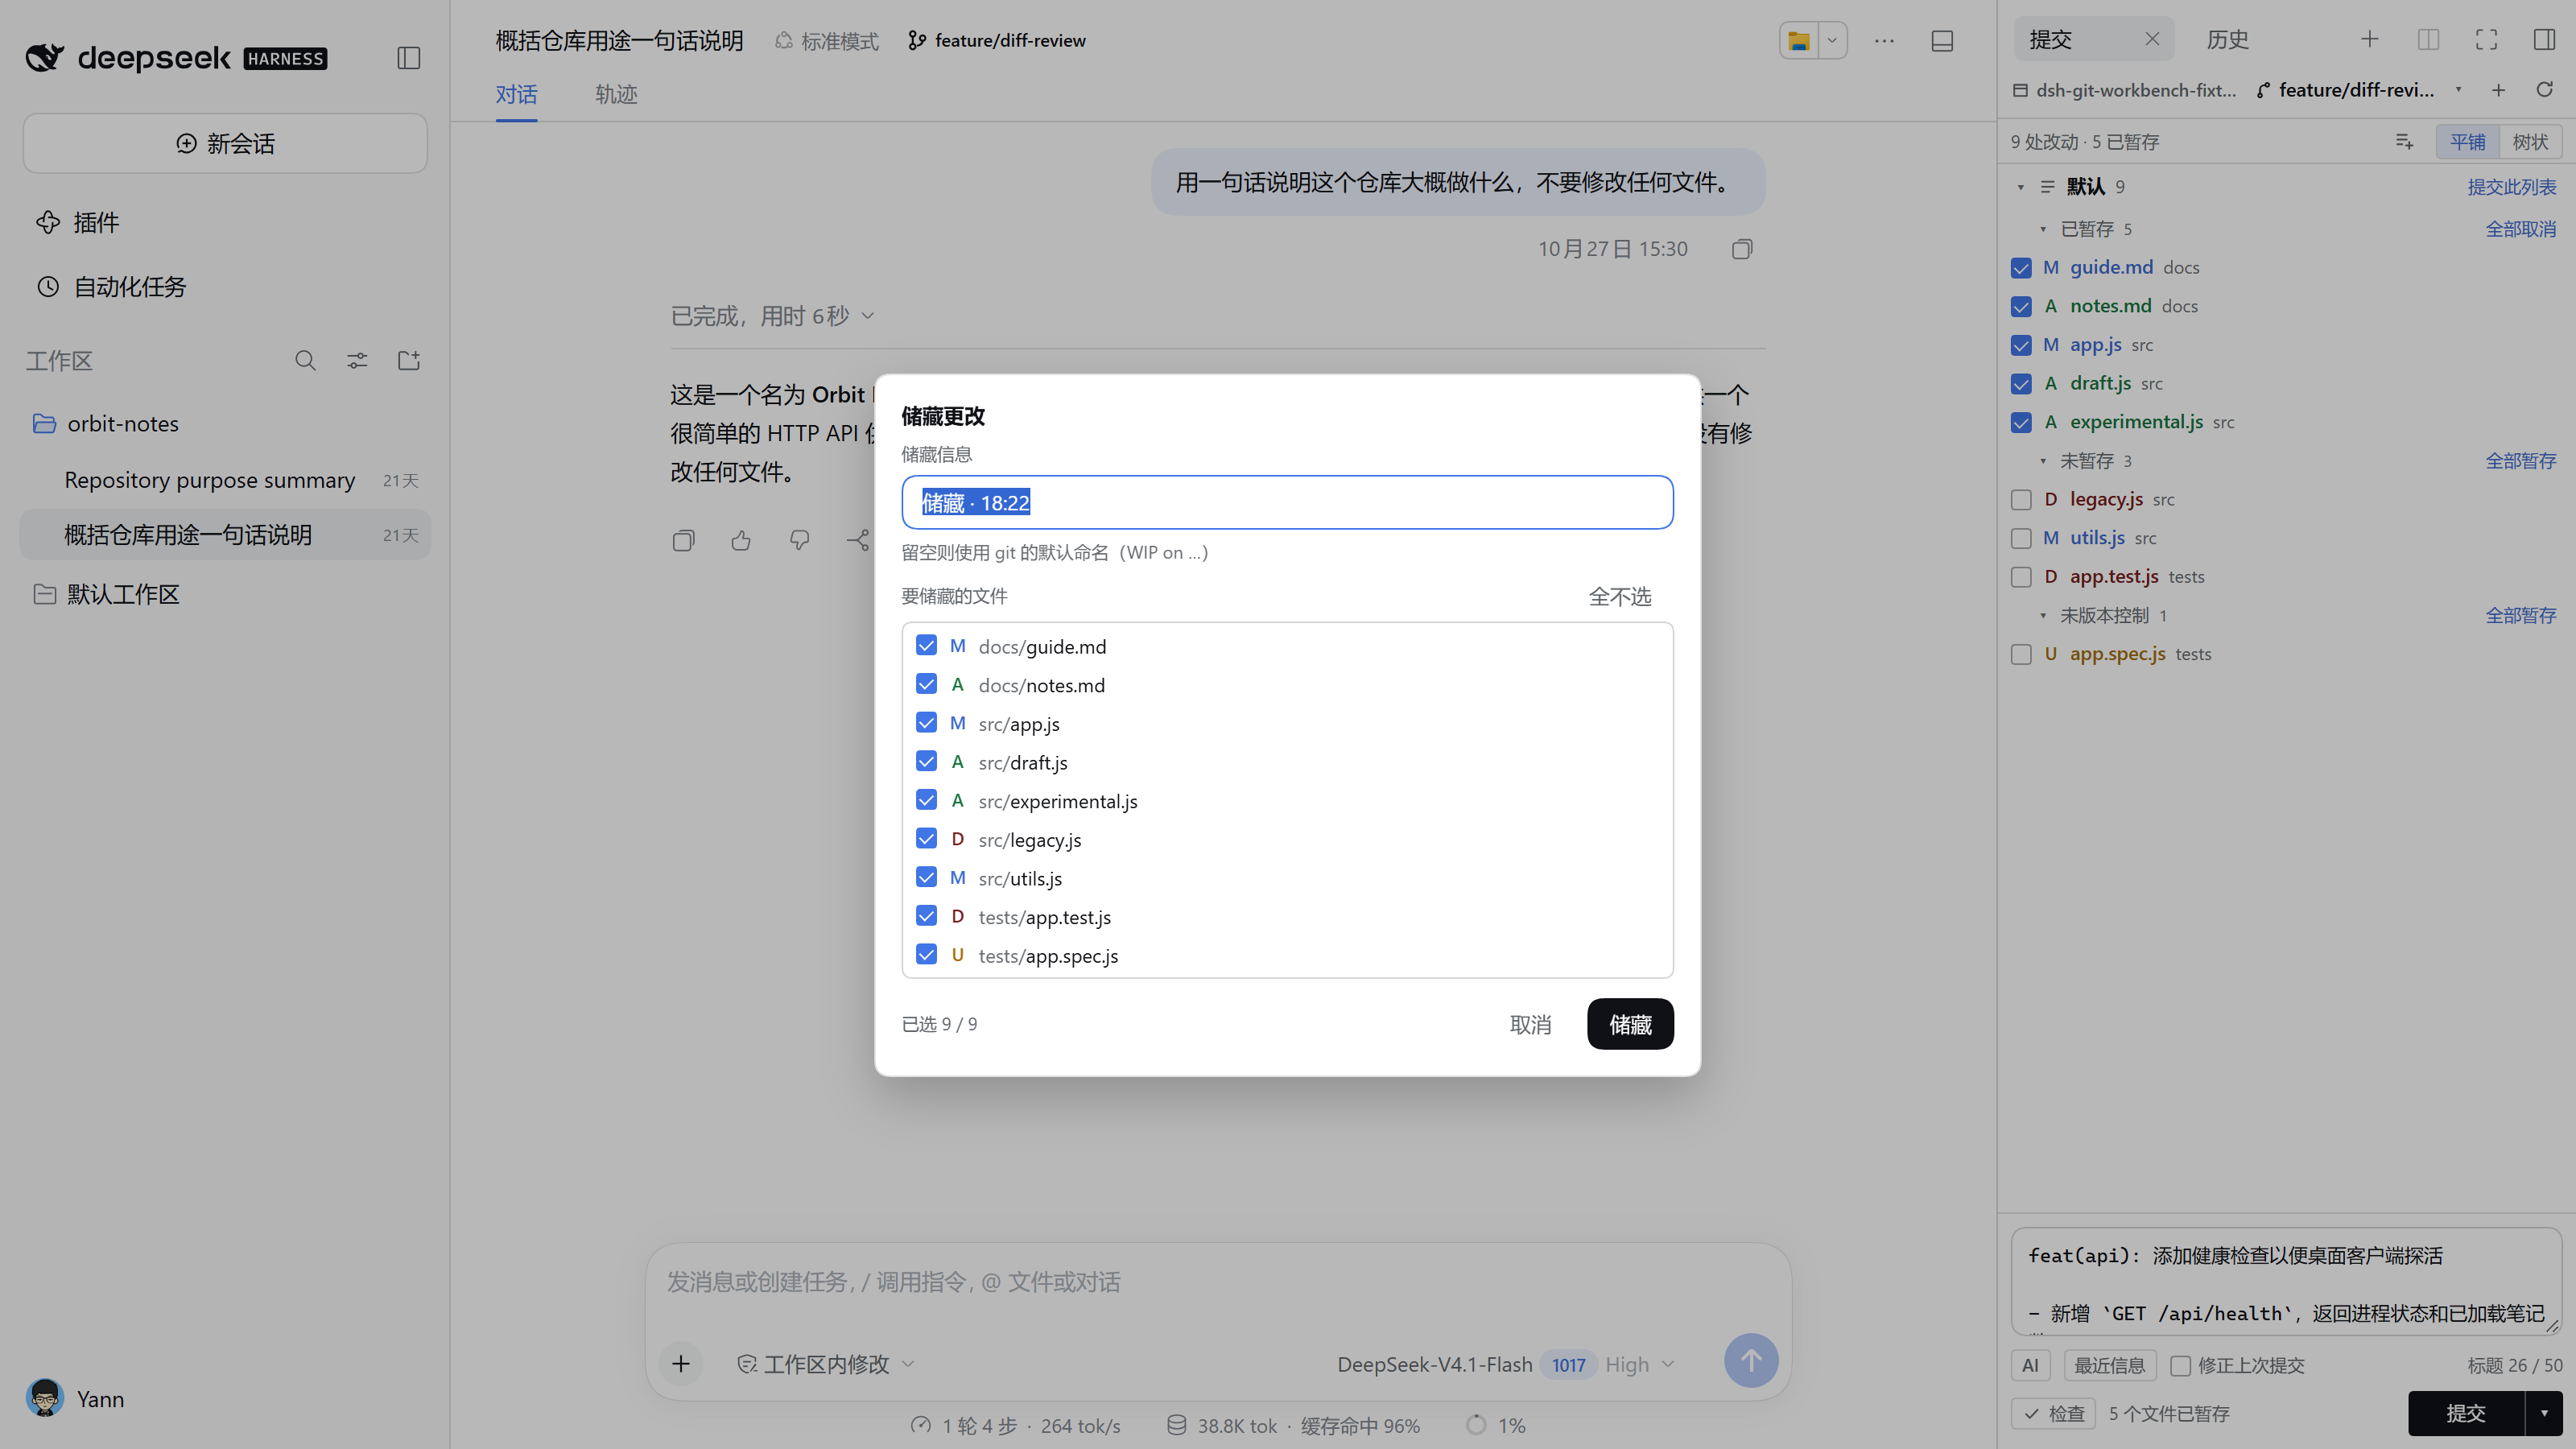 deepseek HARNESS
新会话
插件
自动化任务
工作区
orbit-notes
Repository purpose summary 21天
概括仓库用途一句话说明 21天
默认工作区
Yann
概括仓库用途一句话说明 标准模式 feature/diff-review
对话 轨迹
用一句话说明这个仓库大概做什么，不要修改任何文件。
10月27日 15:30
已完成，用时 6秒
这是一个名为 Orbit
一个
很简单的 HTTP API
没有修
改任何文件。
储藏更改
储藏信息
储藏 · 18:22
留空则使用 git 的默认命名（WIP on ...）
要储藏的文件 全不选
M docs/guide.md
A docs/notes.md
M src/app.js
A src/draft.js
A src/experimental.js
D src/legacy.js
M src/utils.js
D tests/app.test.js
U tests/app.spec.js
已选 9 / 9 取消 储藏
发消息或创建任务, / 调用指令, @ 文件或对话
工作区内修改 DeepSeek-V4.1-Flash 1017 High
1 轮 4 步 · 264 tok/s 38.8K tok · 缓存命中 96% 1%
提交 历史
dsh-git-workbench-fixt... feature/diff-revi...
9 处改动 · 5 已暂存 平铺 树状
默认 9 提交此列表
已暂存 5 全部取消
M guide.md docs
A notes.md docs
M app.js src
A draft.js src
A experimental.js src
未暂存 3 全部暂存
D legacy.js src
M utils.js src
D app.test.js tests
未版本控制 1 全部暂存
U app.spec.js tests
feat(api): 添加健康检查以便桌面客户端探活
- 新增 `GET /api/health`，返回进程状态和已加载笔记
AI 最近信息 修正上次提交 标题 26 / 50
检查 5 个文件已暂存 提交